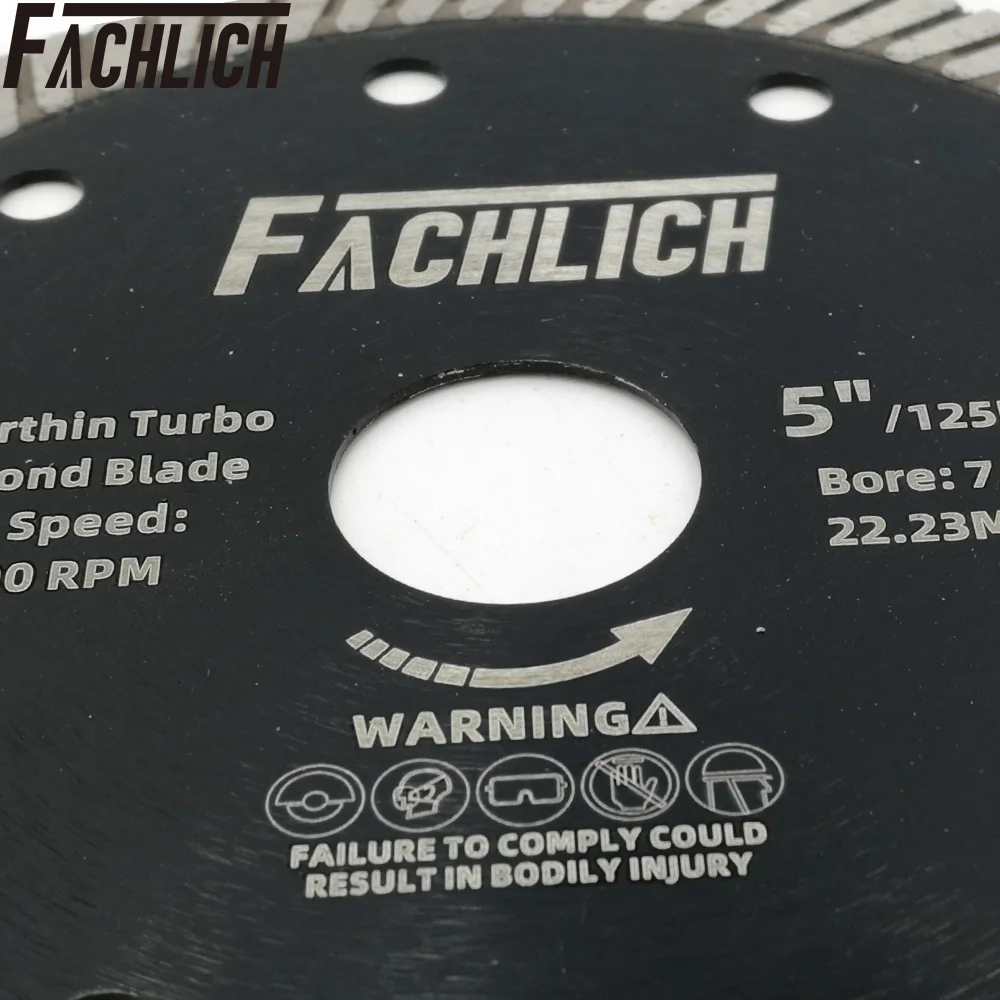 FACHLICH
FACHLICH
rthin Turbo
ond Blade
Speed:
00 RPM
5" /125
Bore: 7
22.23M
WARNING
FAILURE TO COMPLY COULD
RESULT IN BODILY INJURY